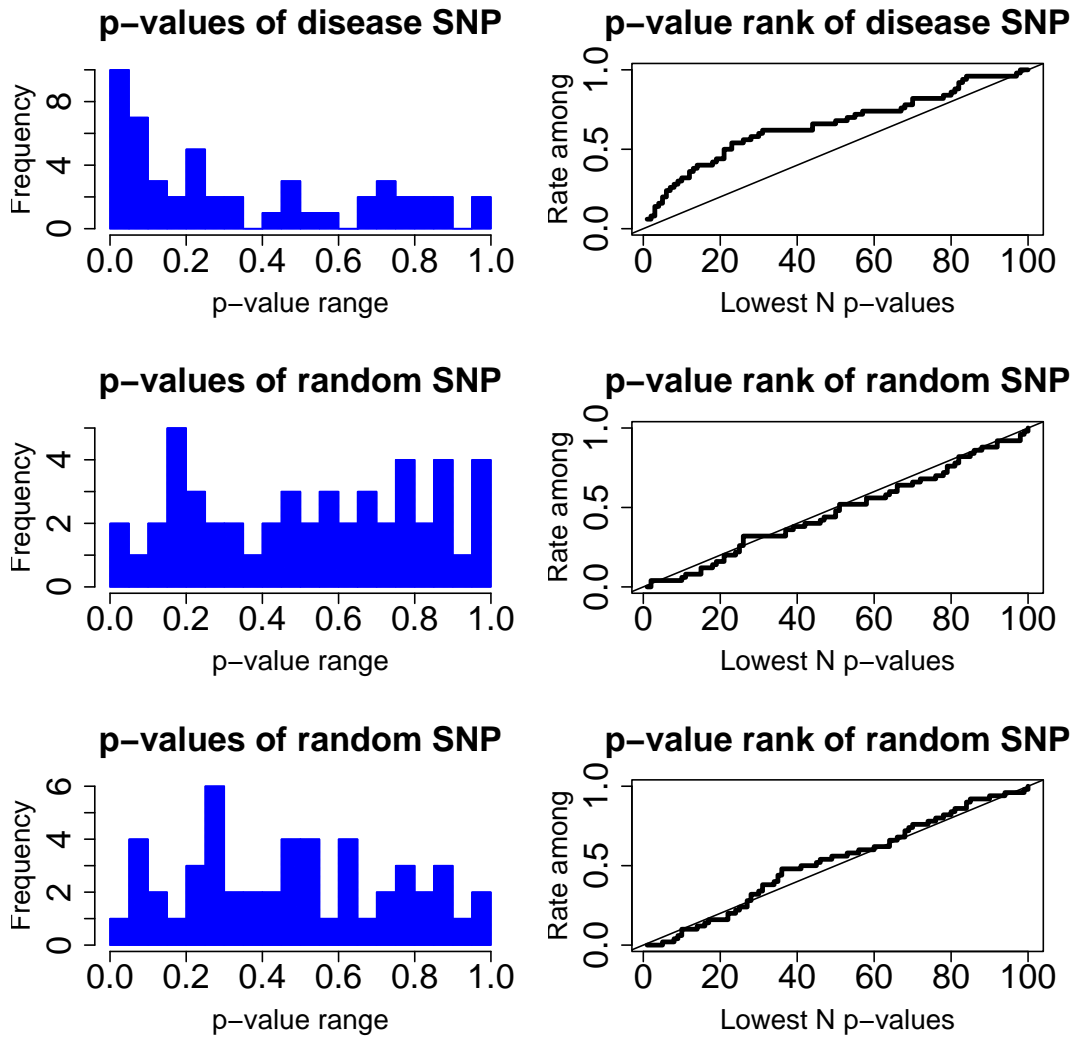 p−values of disease SNP
Frequency
0 4 8
0.0 0.2 0.4 0.6 0.8 1.0
p−value range
p−value rank of disease SNP
Rate among
0.0 0.5 1.0
0 20 40 60 80 100
Lowest N p−values
p−values of random SNP
Frequency
0 2 4
0.0 0.2 0.4 0.6 0.8 1.0
p−value range
p−value rank of random SNP
Rate among
0.0 0.5 1.0
0 20 40 60 80 100
Lowest N p−values
p−values of random SNP
Frequency
0 2 4 6
0.0 0.2 0.4 0.6 0.8 1.0
p−value range
p−value rank of random SNP
Rate among
0.0 0.5 1.0
0 20 40 60 80 100
Lowest N p−values